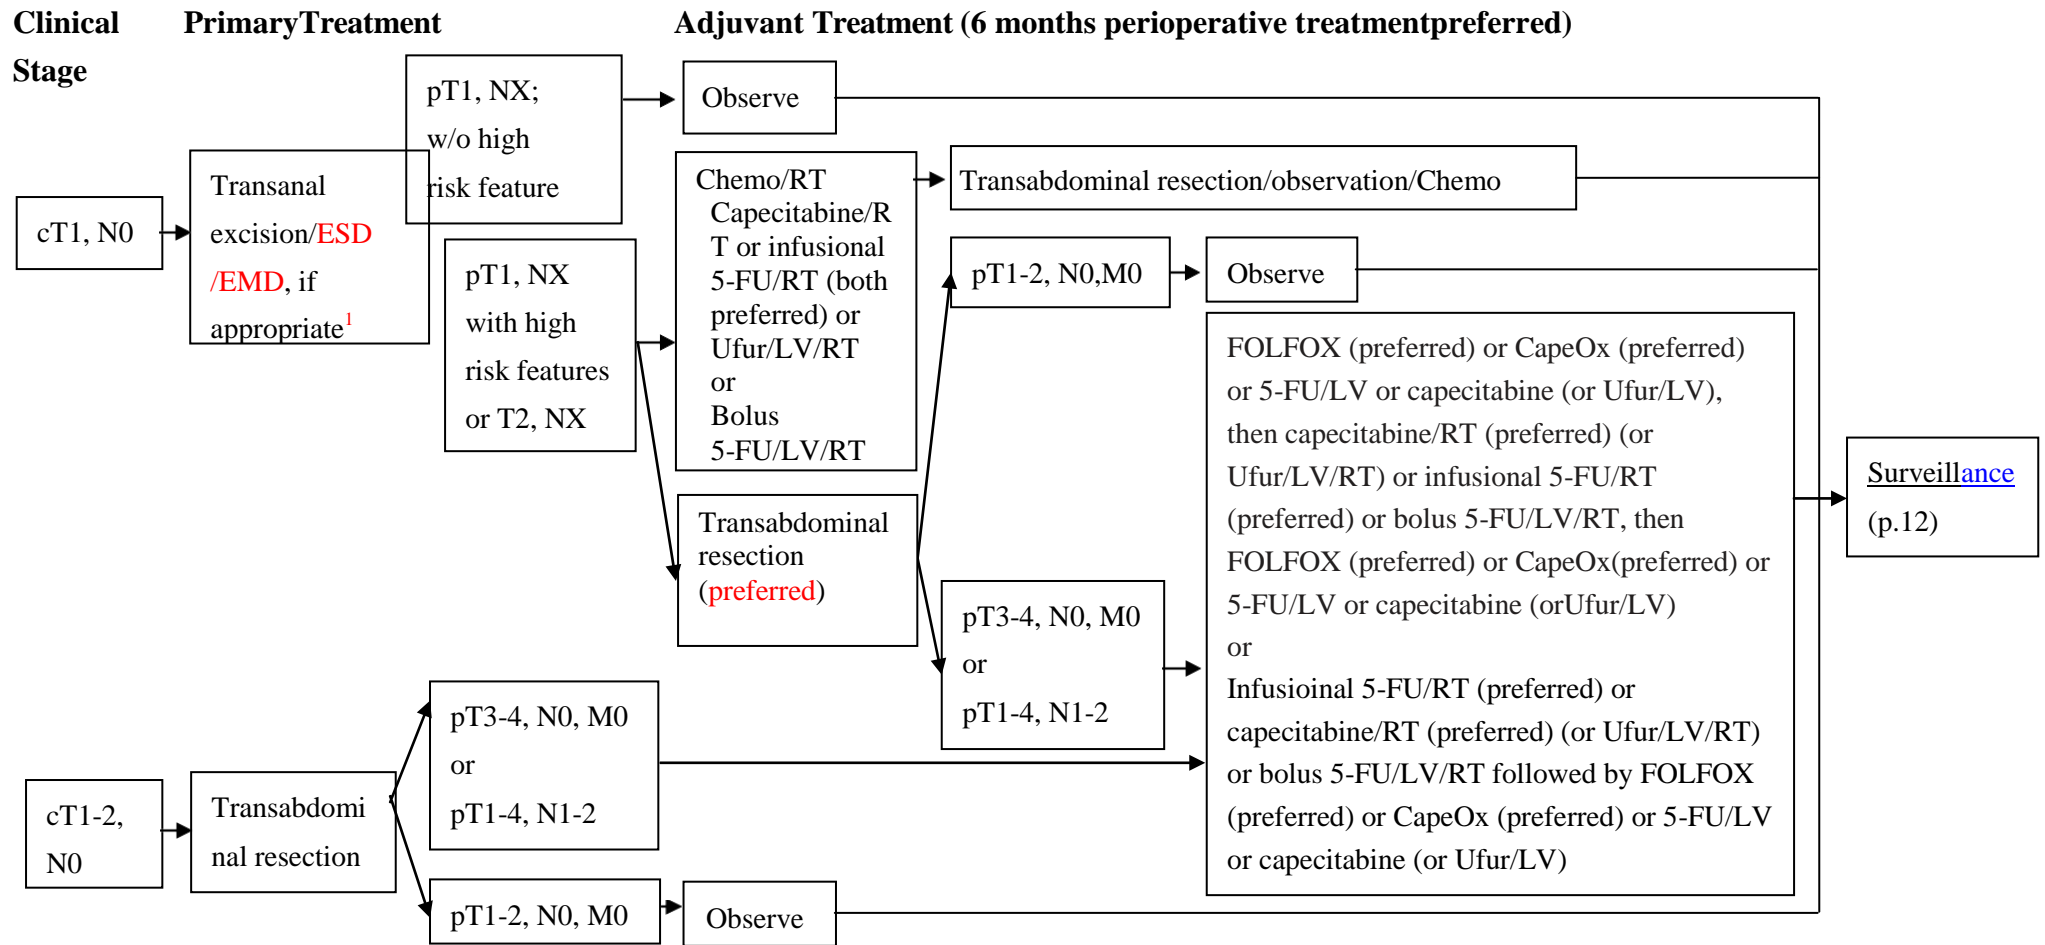 Clinical Stage
PrimaryTreatment
Adjuvant Treatment (6 months perioperative treatmentpreferred)
cT1, N0
Transanal
excision/ESD
/EMD, if
appropriate1
pT1, NX;
w/o high
risk feature
Observe
pT1, NX
with high
risk features
or T2, NX
Chemo/RT
Capecitabine/R
T or infusional
5-FU/RT (both
preferred) or
Ufur/LV/RT
or
Bolus
5-FU/LV/RT
Transabdominal resection/observation/Chemo
Transabdominal
resection
(preferred)
pT1-2, N0,M0
Observe
pT3-4, N0, M0
or
pT1-4, N1-2
FOLFOX (preferred) or CapeOx (preferred)
or 5-FU/LV or capecitabine (or Ufur/LV),
then capecitabine/RT (preferred) (or
Ufur/LV/RT) or infusional 5-FU/RT
(preferred) or bolus 5-FU/LV/RT, then
FOLFOX (preferred) or CapeOx(preferred) or
5-FU/LV or capecitabine (orUfur/LV)
or
Infusioinal 5-FU/RT (preferred) or
capecitabine/RT (preferred) (or Ufur/LV/RT)
or bolus 5-FU/LV/RT followed by FOLFOX
(preferred) or CapeOx (preferred) or 5-FU/LV
or capecitabine (or Ufur/LV)
Surveillance
(p.12)
cT1-2,
N0
Transabdomi
nal resection
pT3-4, N0, M0
or
pT1-4, N1-2
pT1-2, N0, M0
Observe